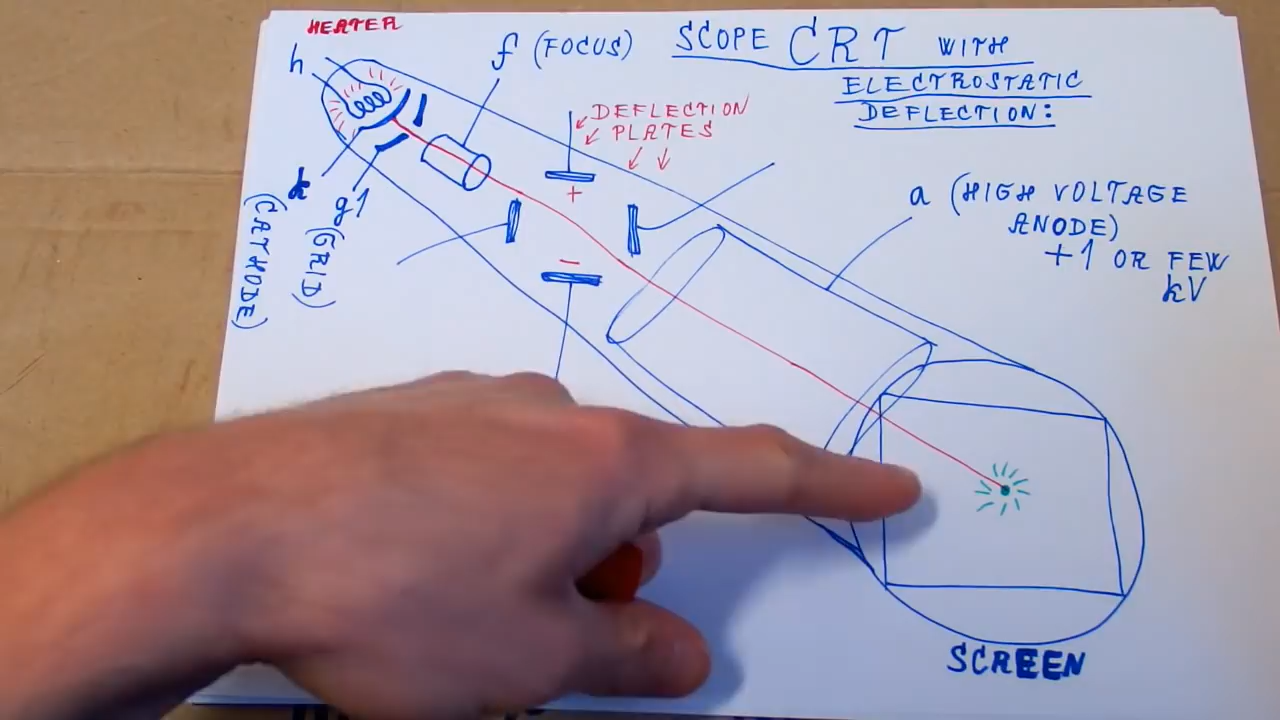 HEATER
h
f (FOCUS)
SCOPE CRT WITH
ELECTROSTATIC
DEFLECTION:
DEFLECTION
PLATES
k
(CATHODE)
g1
(GRID)
+
−
a (HIGH VOLTAGE
ANODE)
+1 OR FEW
kV
SCREEN